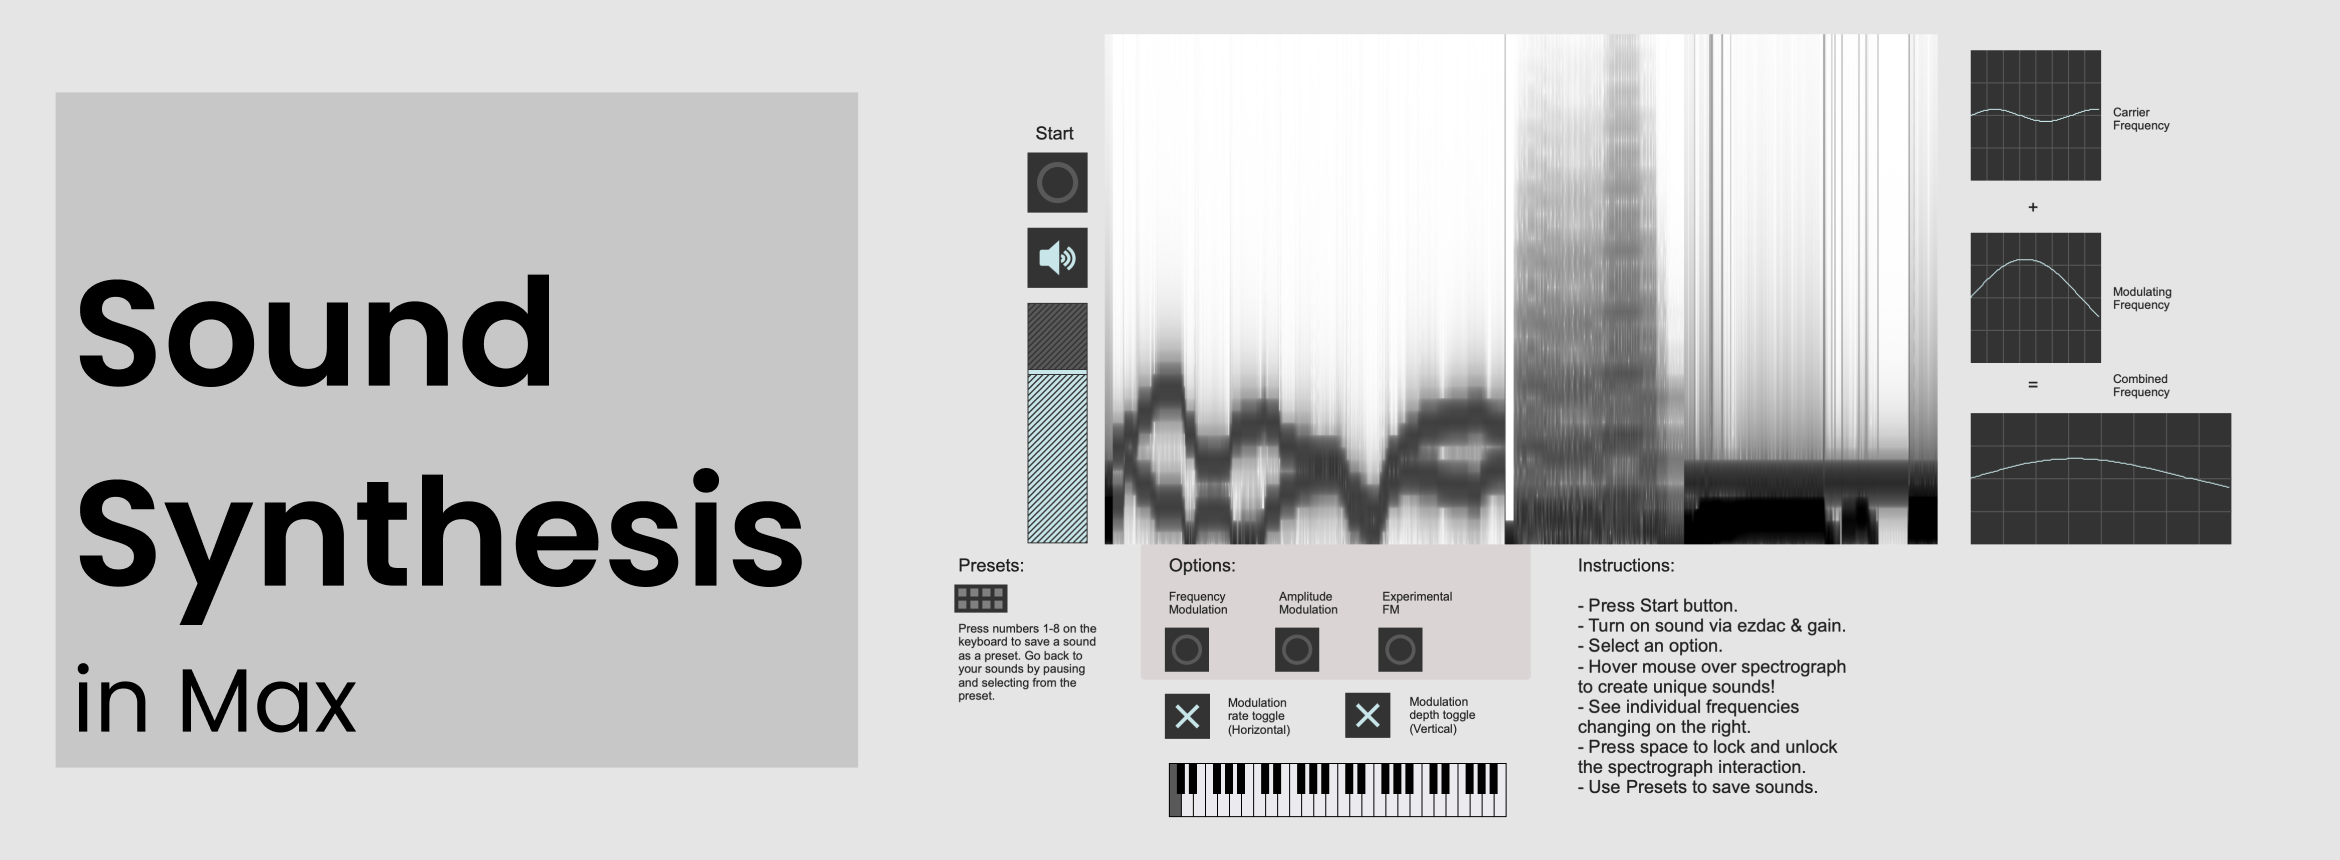 Sound
Synthesis
in Max
Start
Carrier
Frequency
+
Modulating
Frequency
=
Combined
Frequency
Presets:
Press numbers 1-8 on the
keyboard to save a sound
as a preset. Go back to
your sounds by pausing
and selecting from the
preset.
Options:
Frequency
Modulation
Amplitude
Modulation
Experimental
FM
Modulation
rate toggle
(Horizontal)
Modulation
depth toggle
(Vertical)
Instructions:
- Press Start button.
- Turn on sound via ezdac & gain.
- Select an option.
- Hover mouse over spectrograph
to create unique sounds!
- See individual frequencies
changing on the right.
- Press space to lock and unlock
the spectrograph interaction.
- Use Presets to save sounds.